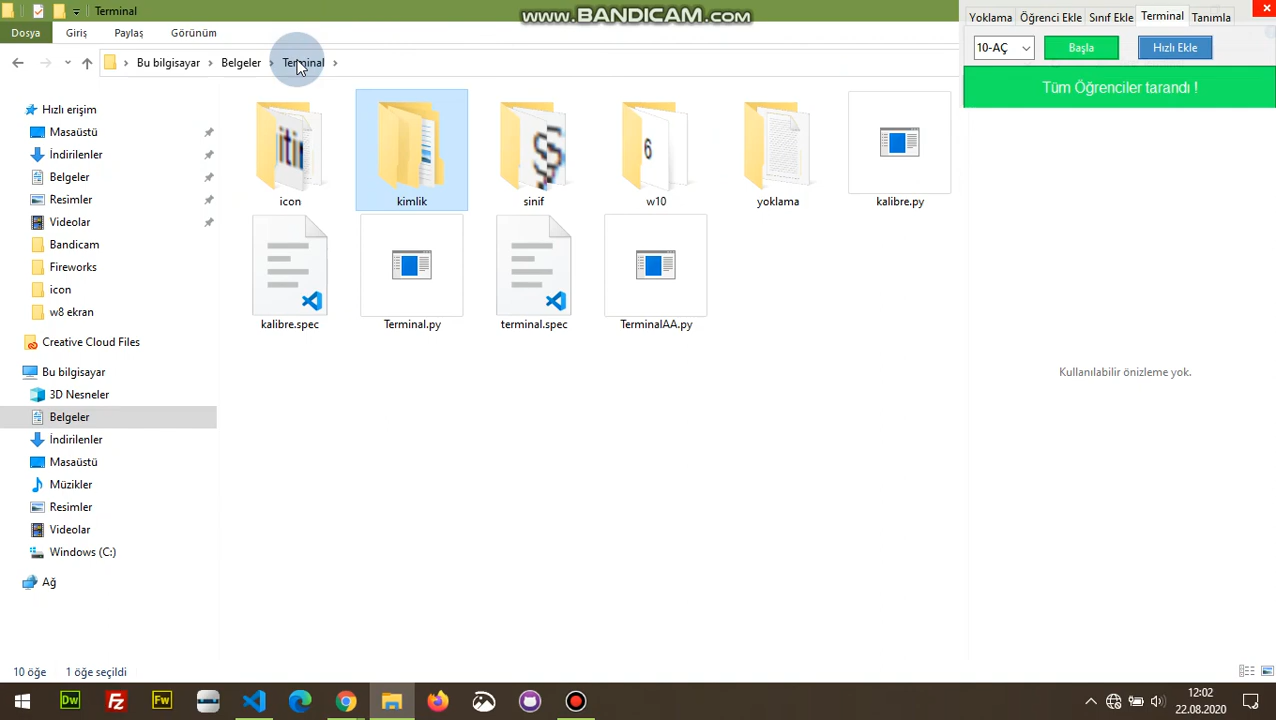 Terminal
www.BANDICAM.com
Dosya Giriş Paylaş Görünüm
Bu bilgisayar Belgeler Terminal
Yoklama Öğrenci Ekle Sınıf Ekle Terminal Tanımla
10-AÇ Başla Hızlı Ekle
Tüm Öğrenciler tarandı !
Hızlı erişim
Masaüstü
İndirilenler
Belgeler
Resimler
Videolar
Bandicam
Fireworks
icon
w8 ekran
Creative Cloud Files
Bu bilgisayar
3D Nesneler
Belgeler
İndirilenler
Masaüstü
Müzikler
Resimler
Videolar
Windows (C:)
Ağ
icon kimlik sinif w10 yoklama kalibre.py
kalibre.spec Terminal.py terminal.spec TerminalAA.py
Kullanılabilir önizleme yok.
10 öğe 1 öğe seçildi
Dw Fz Fw
12:02
22.08.2020